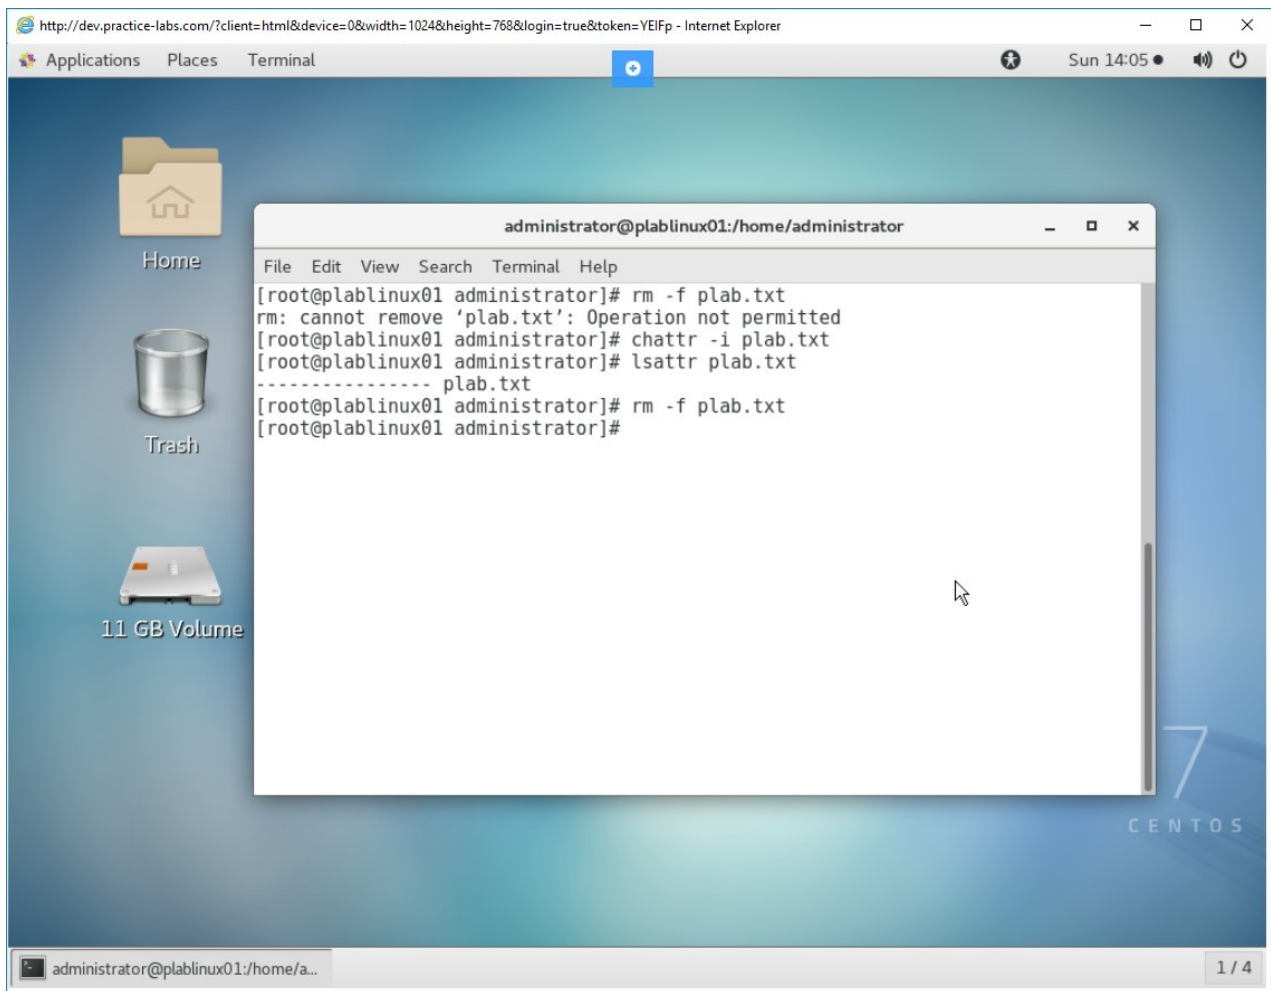 http://dev.practice-labs.com/?client=html&device=0&width=1024&height=768&login=true&token=YEIFp - Internet Explorer
Applications Places Terminal Sun 14:05
Home
Trash
11 GB Volume
administrator@plablinux01:/home/administrator
File Edit View Search Terminal Help
[root@plablinux01 administrator]# rm -f plab.txt
rm: cannot remove ‘plab.txt’: Operation not permitted
[root@plablinux01 administrator]# chattr -i plab.txt
[root@plablinux01 administrator]# lsattr plab.txt
---------------- plab.txt
[root@plablinux01 administrator]# rm -f plab.txt
[root@plablinux01 administrator]#
7
CENTOS
administrator@plablinux01:/home/a...
1 / 4